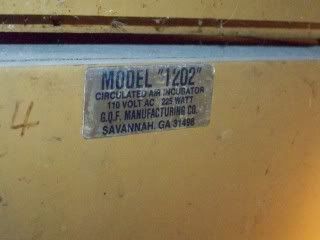 MODEL "1202"
CIRCULATED AIR INCUBATOR
110 VOLT AC 225 WATT
G.Q.F. MANUFACTURING CO.
SAVANNAH, GA 31498
4